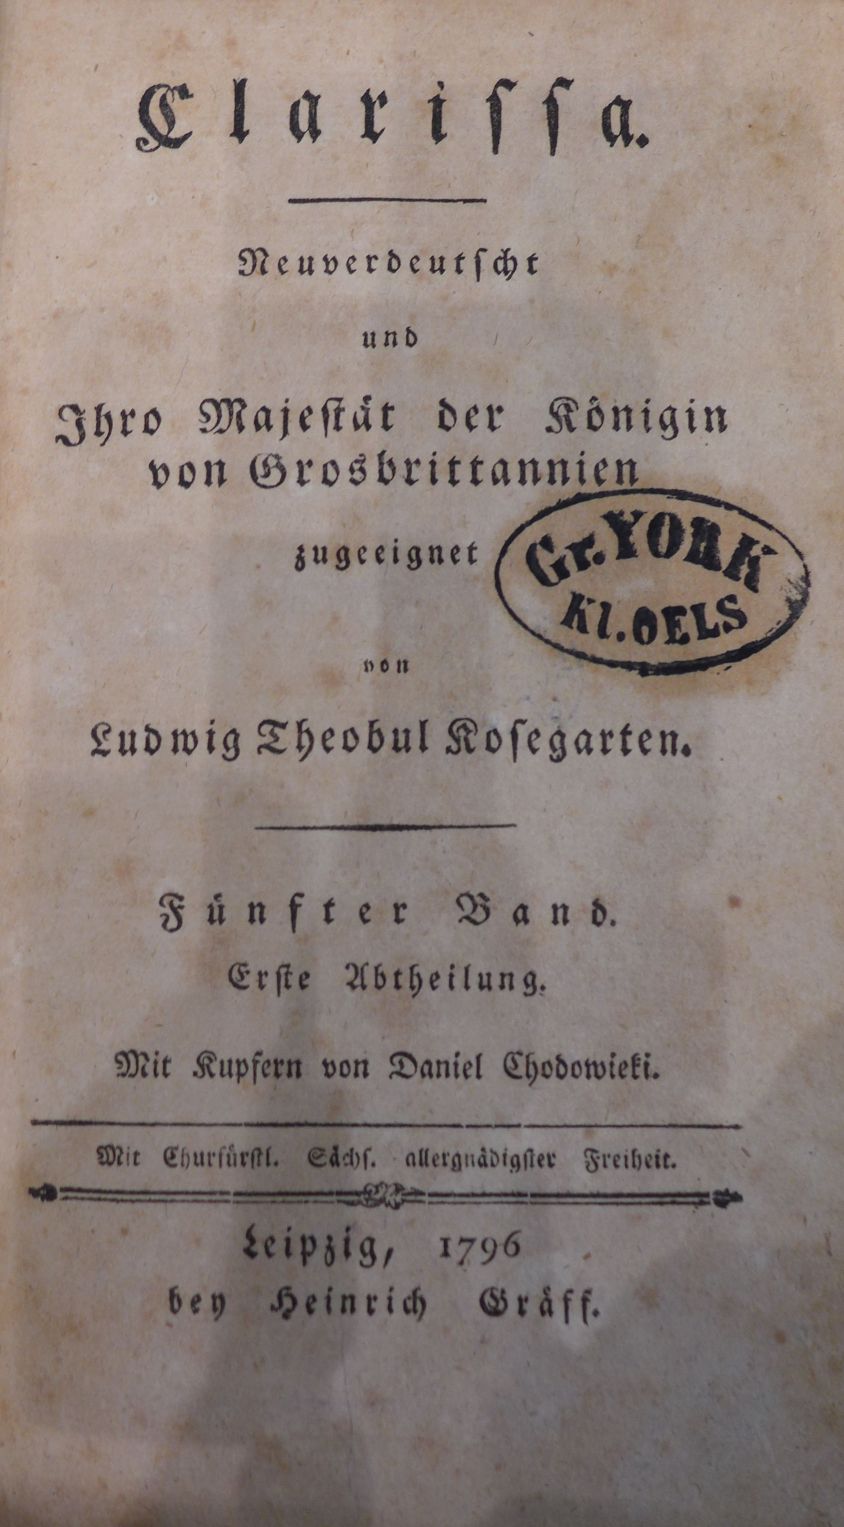 Clariſſa.
Neuverdeutſcht
und
Ihro Majeſtät der Königin
von Grosbrittannien
zugeeignet
Gr. YORK
Kl. OELS
von
Ludwig Theobul Koſegarten.
Fünfter Band.
Erſte Abtheilung.
Mit Kupfern von Daniel Chodowieki.
Mit Churfürſtl. Sächſ. allergnädigſter Freiheit.
Leipzig, 1796
bey Heinrich Gräff.